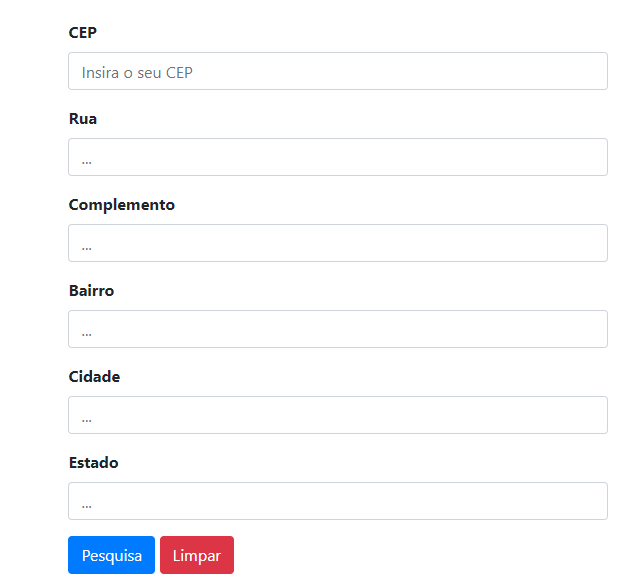 CEP
Insira o seu CEP
Rua
...
Complemento
...
Bairro
...
Cidade
...
Estado
...
Pesquisa Limpar